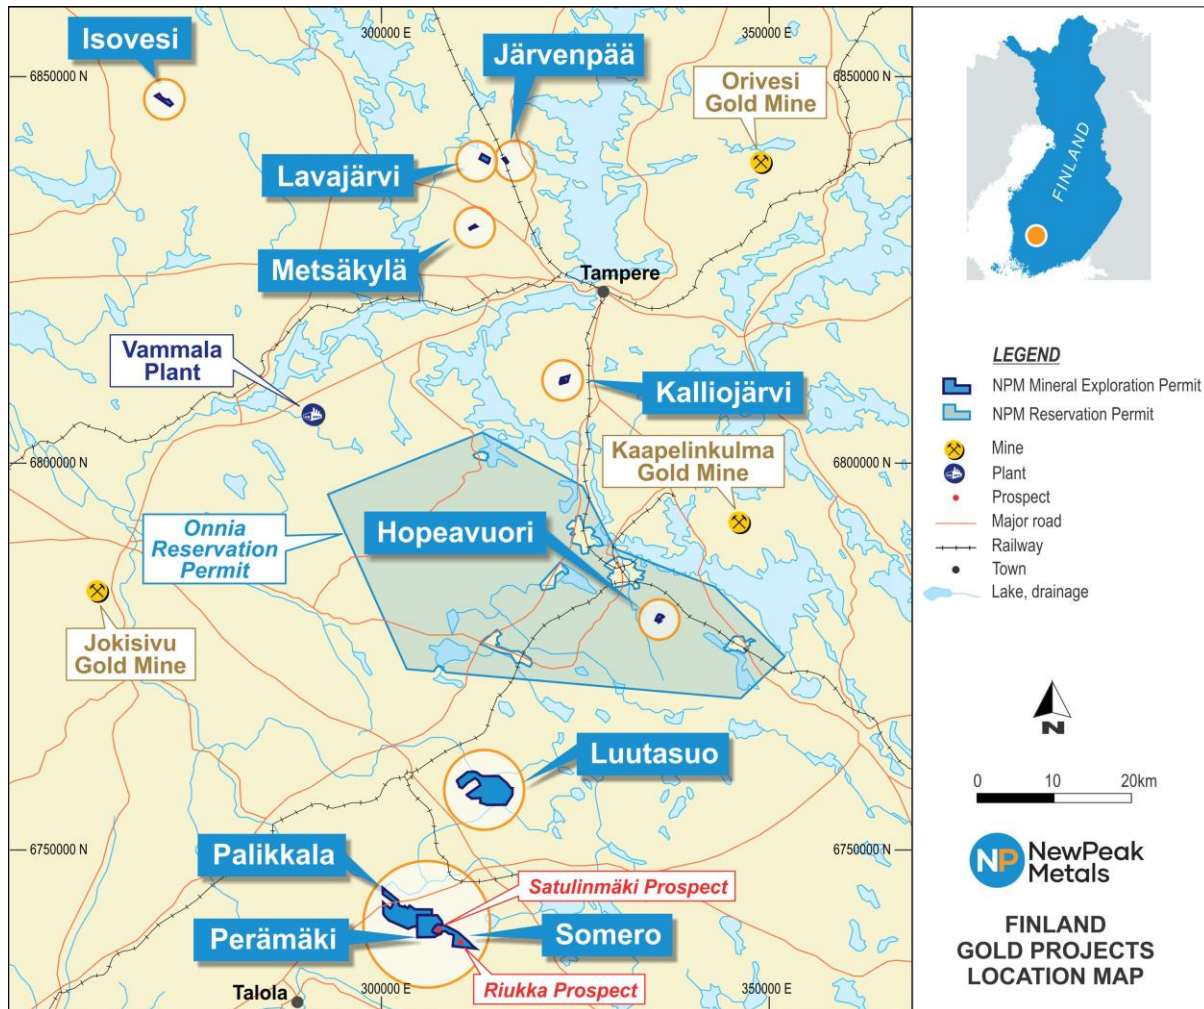 300000 E
350000 E
6850000 N
6850000 N
Isovesi
Järvenpää
Orivesi
Gold Mine
Lavajärvi
Metsäkylä
Tampere
Vammala
Plant
Kalliojärvi
6800000 N
6800000 N
Kaapelinkulma
Gold Mine
Onnia
Reservation
Permit
Hopeavuori
Jokisivu
Gold Mine
Luutasuo
6750000 N
6750000 N
Palikkala
Satulinmäki Prospect
Perämäki
Somero
Riukka Prospect
Talola
300000 E
350000 E
FINLAND
LEGEND
NPM Mineral Exploration Permit
NPM Reservation Permit
Mine
Plant
Prospect
Major road
Railway
Town
Lake, drainage
N
0 10 20km
NP NewPeak
Metals
FINLAND
GOLD PROJECTS
LOCATION MAP